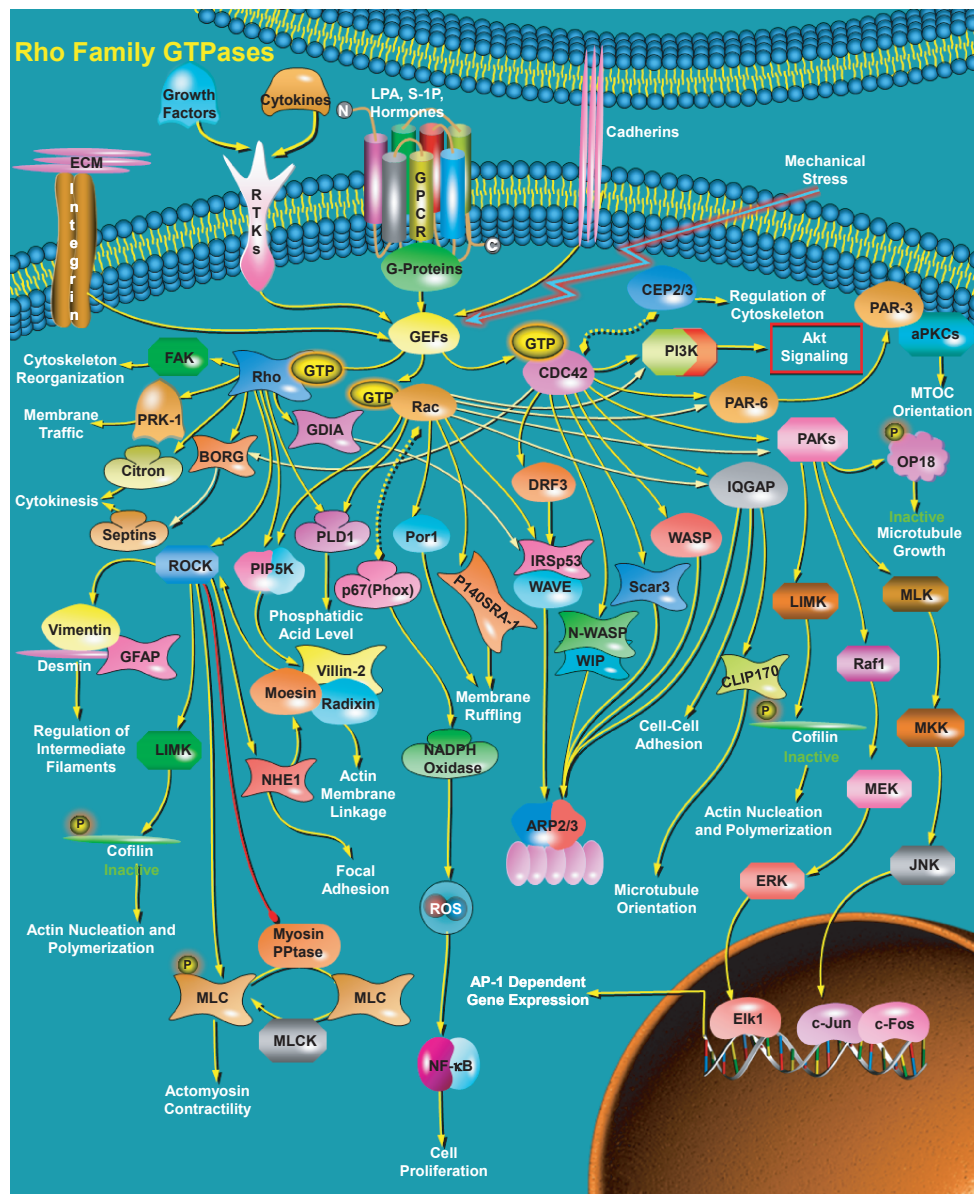 Rho Family GTPases
Growth
Factors
Cytokines
LPA, S-1P,
Hormones
N
Cadherins
ECM
Integrin
RTKs
GPCR
C
Mechanical
Stress
G-Proteins
CEP2/3
Regulation of
Cytoskeleton
PAR-3
aPKCs
GEFs
GTP
PI3K
Akt
Signaling
Cytoskeleton
Reorganization
FAK
Rho
GTP
CDC42
GTP
Rac
PAR-6
MTOC
Orientation
Membrane
Traffic
PRK-1
GDIA
PAKs
P
OP18
Citron
BORG
DRF3
IQGAP
Inactive
Microtubule
Growth
Cytokinesis
Septins
PLD1
Por1
WASP
IRSp53
WAVE
ROCK
PIP5K
p67(Phox)
P140SRA-1
Scar3
LIMK
MLK
Phosphatidic
Acid Level
N-WASP
WIP
Vimentin
Desmin
GFAP
Villin-2
Moesin
Radixin
CLIP170
Raf1
Membrane
Ruffling
P
Cofilin
Inactive
Regulation of
Intermediate
Filaments
LIMK
NHE1
NADPH
Oxidase
Cell-Cell
Adhesion
MKK
Actin
Membrane
Linkage
MEK
Actin Nucleation
and Polymerization
P
Cofilin
Inactive
ARP2/3
Focal
Adhesion
JNK
ERK
Microtubule
Orientation
ROS
Actin Nucleation and
Polymerization
Myosin
PPtase
P
MLC
MLC
MLCK
AP-1 Dependent
Gene Expression
Elk1
c-Jun
c-Fos
NF-κB
Actomyosin
Contractility
Cell
Proliferation